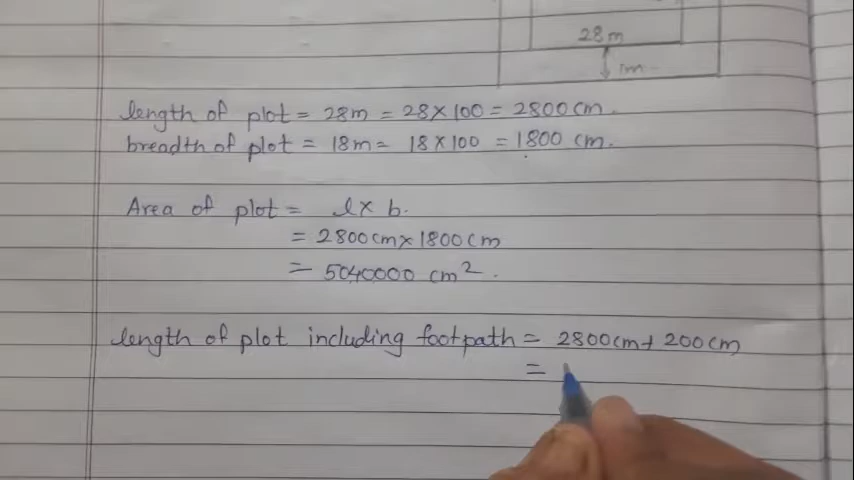 28m
1m
length of plot = 28m = 28×100 = 2800 cm.
breadth of plot = 18m = 18×100 = 1800 cm.
Area of plot = l× b.
= 2800cm×1800cm
= 5040000 cm².
length of plot including footpath = 2800cm+ 200cm
=